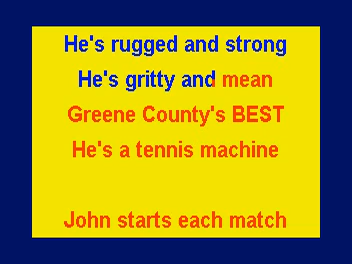 He's rugged and strong
He's gritty and mean
Greene County's BEST
He's a tennis machine
John starts each match